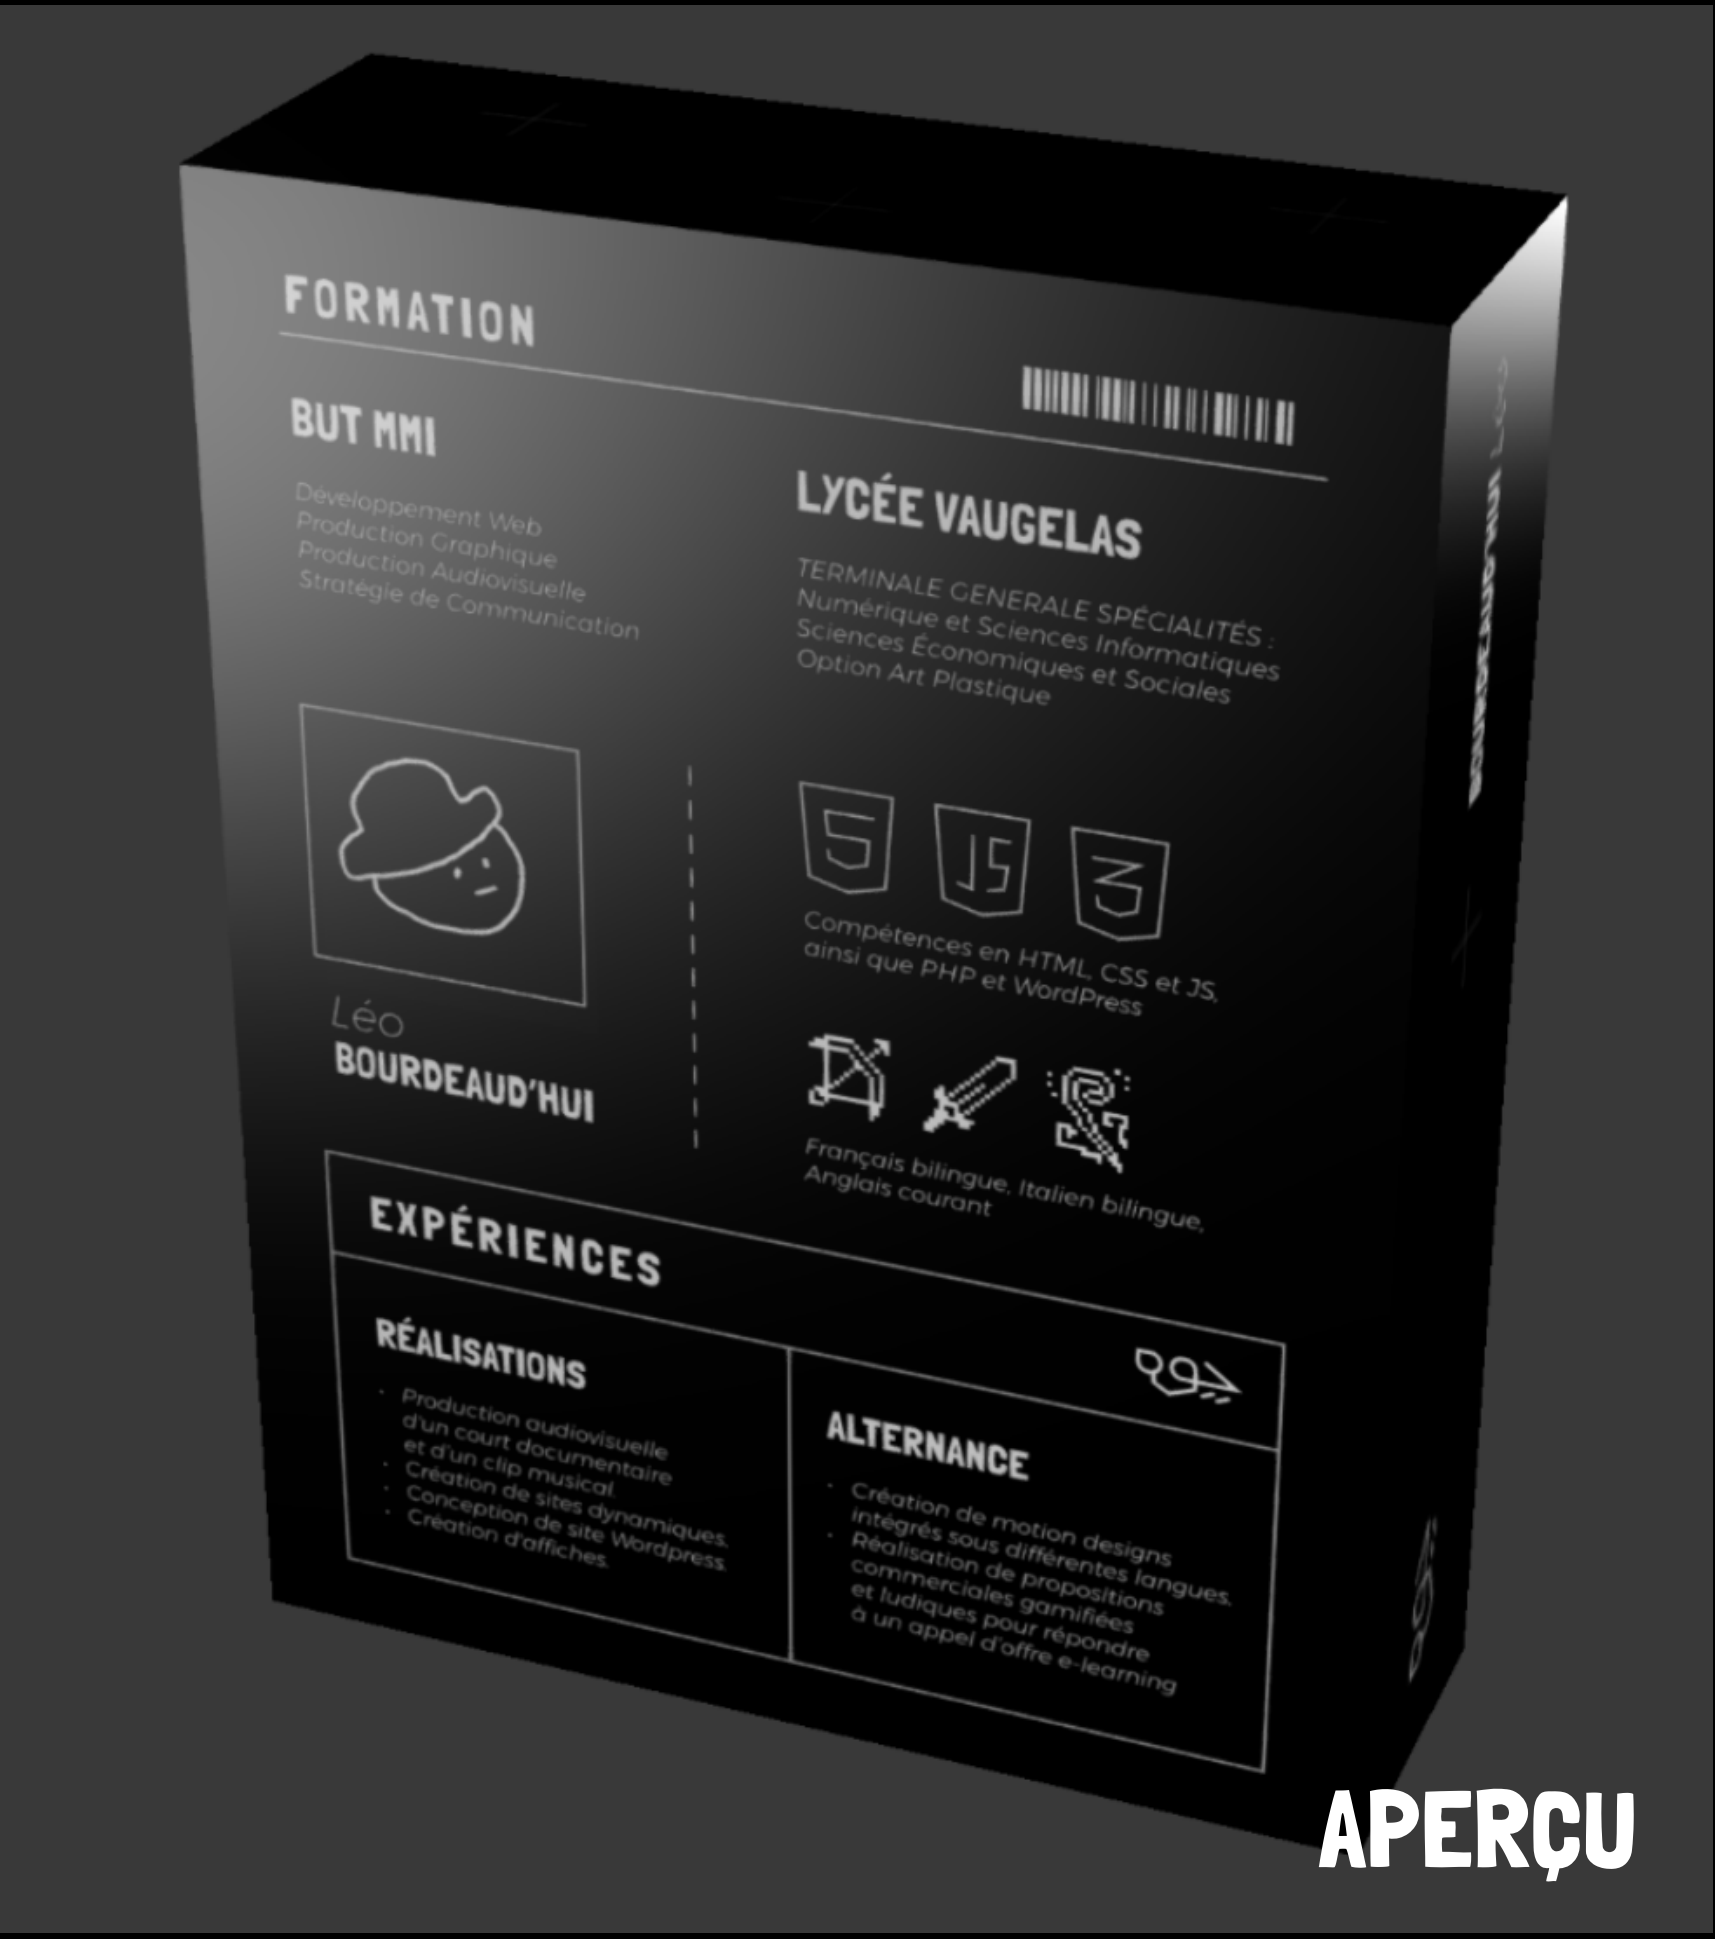 FORMATION
BUT MMI
Développement Web
Production Graphique
Production Audiovisuelle
Stratégie de Communication
LYCÉE VAUGELAS
TERMINALE GENERALE SPÉCIALITÉS :
Numérique et Sciences Informatiques
Sciences Économiques et Sociales
Option Art Plastique
Léo
BOURDEAUD'HUI
5
JS
3
Compétences en HTML, CSS et JS,
ainsi que PHP et WordPress
Français bilingue, Italien bilingue,
Anglais courant
EXPÉRIENCES
RÉALISATIONS
• Production audiovisuelle
d'un court documentaire
et d'un clip musical.
• Création de sites dynamiques.
• Conception de site Wordpress.
• Création d'affiches.
ALTERNANCE
• Création de motion designs
intégrés sous différentes langues.
• Réalisation de propositions
commerciales gamifiées
et ludiques pour répondre
à un appel d'offre e-learning
BOURDEAUD'HUI Léo
APERÇU